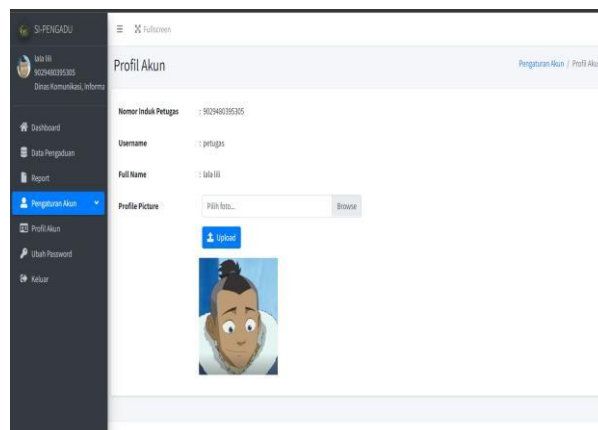 SI-PENGADU
Fullscreen
lala lili
9029480395305
Dinas Komunikasi, Informa
Profil Akun
Pengaturan Akun / Profil Aku
Dashboard
Data Pengaduan
Report
Pengaturan Akun
Profil Akun
Ubah Password
Keluar
Nomor Induk Petugas : 9029480395305
Username : petugas
Full Name : lala lili
Profile Picture Pilih foto... Browse
Upload